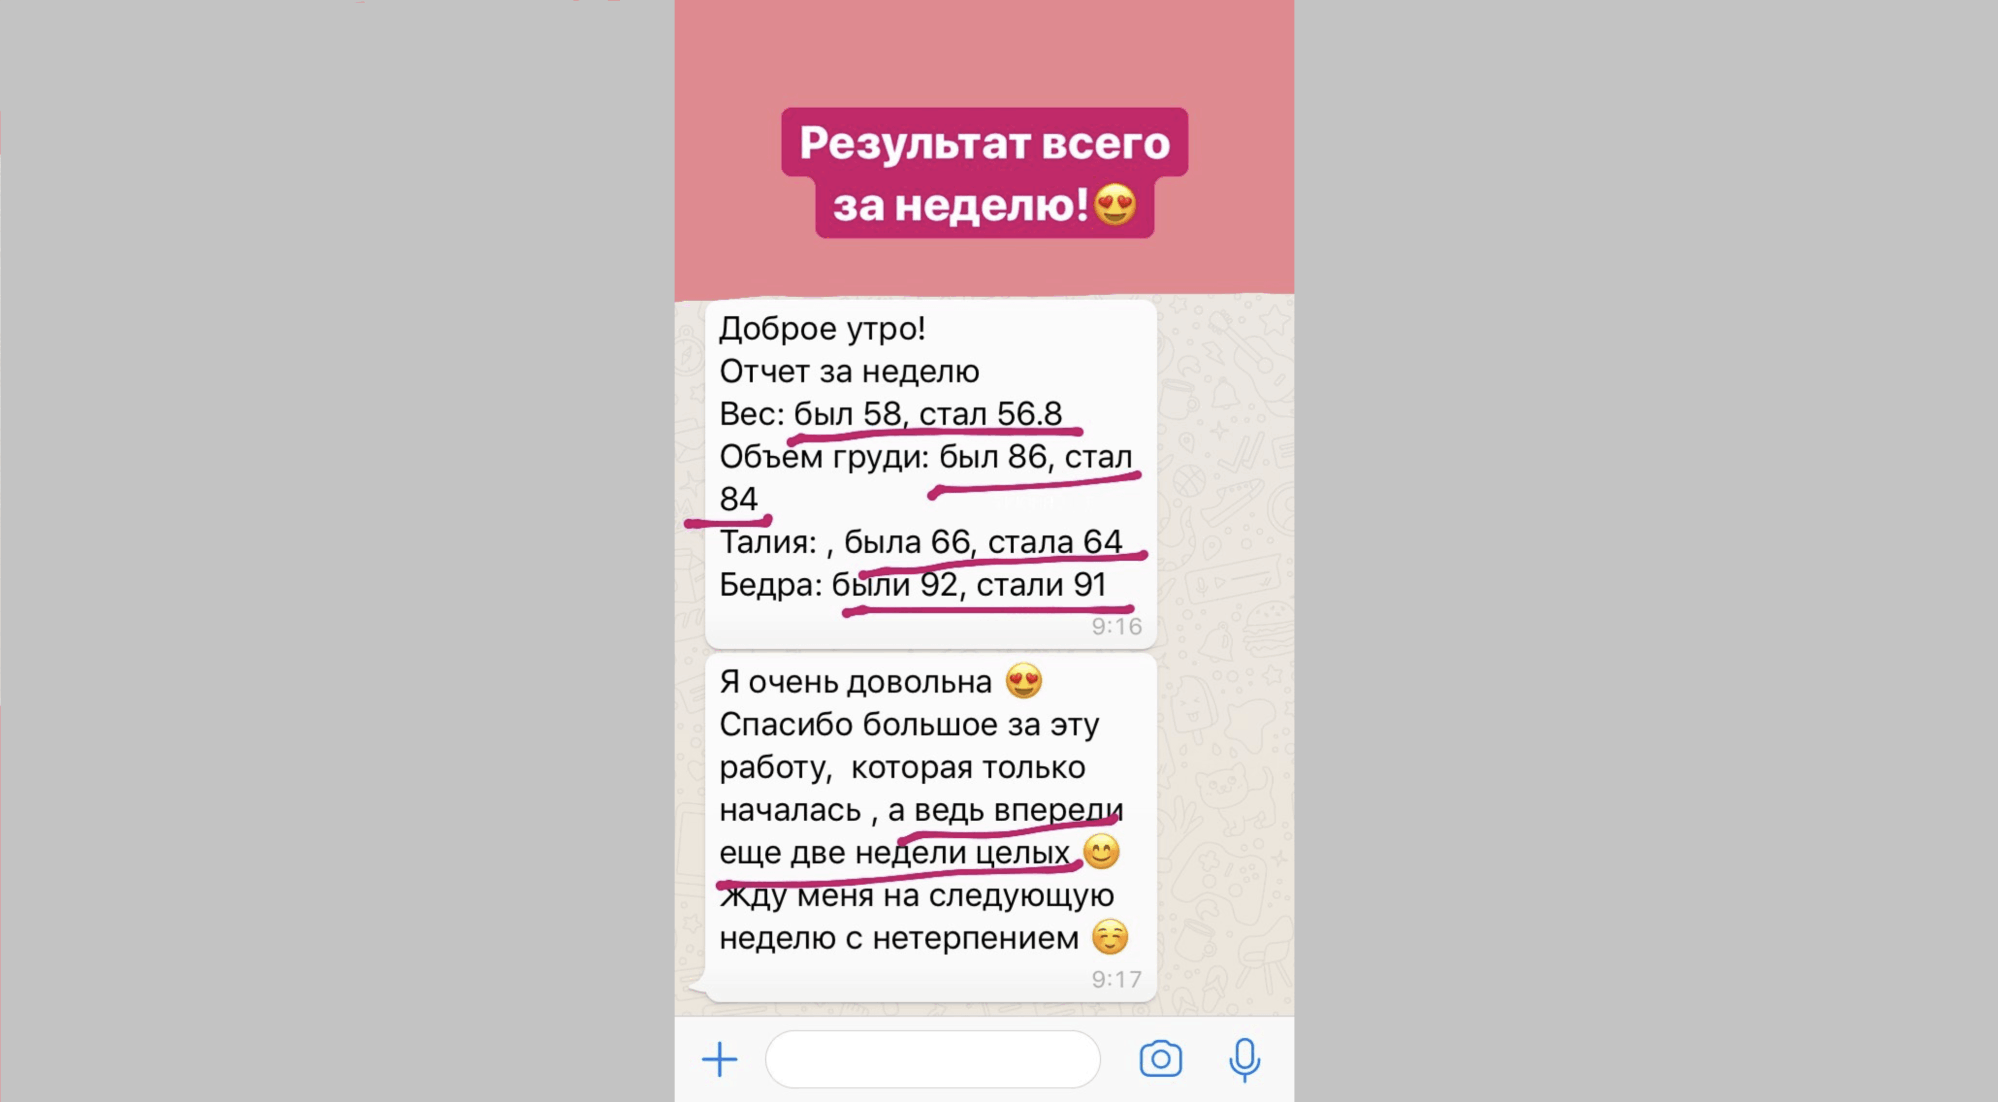 Результат всего
за неделю!😍
Доброе утро!
Отчет за неделю
Вес: был 58, стал 56.8
Объем груди: был 86, стал
84
Талия: , была 66, стала 64
Бедра: были 92, стали 91
9:16
Я очень довольна 😍
Спасибо большое за эту
работу,  которая только
началась , а ведь впереди
еще две недели целых 😊
Жду меня на следующую
неделю с нетерпением ☺️
9:17